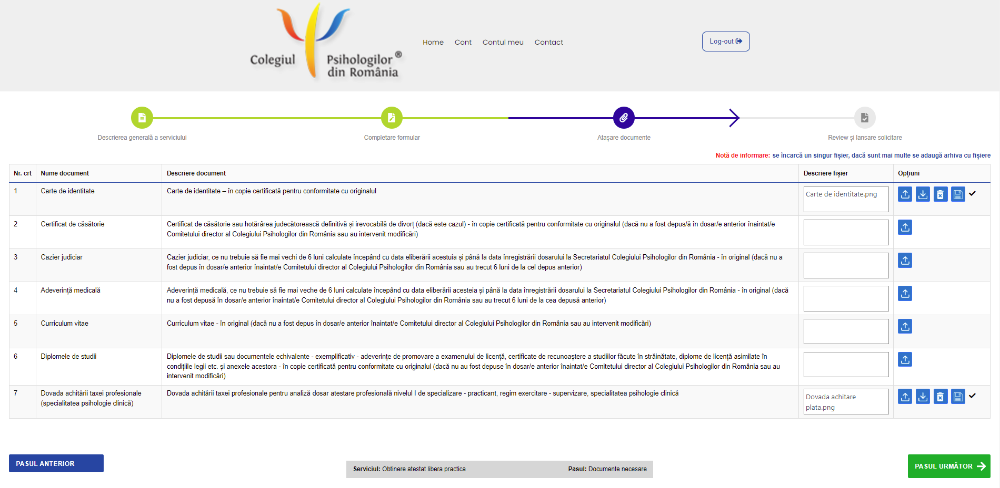 Colegiul Psihologilor®
din România
Home Cont Contul meu Contact
Log-out
Descrierea generală a serviciului
Completare formular
Atașare documente
Review și lansare solicitare
Notă de informare: se încarcă un singur fișier, dacă sunt mai multe se adaugă arhiva cu fișiere
Nr. crt Nume document Descriere document Descriere fișier Opțiuni
1 Carte de identitate Carte de identitate – în copie certificată pentru conformitate cu originalul Carte de identitate.png
2 Certificat de căsătorie Certificat de căsătorie sau hotărârea judecătorească definitivă și irevocabilă de divorț (dacă este cazul) - în copie certificată pentru conformitate cu originalul (dacă nu a fost depus/ă în dosar/e anterior înaintat/e
Comitetului director al Colegiului Psihologilor din România sau au intervenit modificări)
3 Cazier judiciar Cazier judiciar, ce nu trebuie să fie mai vechi de 6 luni calculate începând cu data eliberării acestuia și până la data înregistrării dosarului la Secretariatul Colegiului Psihologilor din România - în original (dacă nu a
fost depus în dosar/e anterior înaintat/e Comitetului director al Colegiului Psihologilor din România sau au trecut 6 luni de la cel depus anterior)
4 Adeverință medicală Adeverință medicală, ce nu trebuie să fie mai veche de 6 luni calculate începând cu data eliberării acesteia și până la data înregistrării dosarului la Secretariatul Colegiului Psihologilor din România - în original (dacă
nu a fost depusă în dosar/e anterior înaintat/e Comitetului director al Colegiului Psihologilor din România sau au trecut 6 luni de la cea depusă anterior)
5 Curriculum vitae Curriculum vitae - în original (dacă nu a fost depus în dosar/e anterior înaintat/e Comitetului director al Colegiului Psihologilor din România sau au intervenit modificări)
6 Diplomele de studii Diplomele de studii sau documentele echivalente - exemplificativ - adeverințe de promovare a examenului de licență, certificate de recunoaștere a studiilor făcute în străinătate, diplome de licență asimilate în
condițiile legii etc. și anexele acestora - în copie certificată pentru conformitate cu originalul (dacă nu au fost depuse în dosar/e anterior înaintat/e Comitetului director al Colegiului Psihologilor din România sau au
intervenit modificări)
7 Dovada achitării taxei profesionale Dovada achitării taxei profesionale pentru analiză dosar atestare profesională nivelul I de specializare - practicant, regim exercitare - supervizare, specialitatea psihologie clinică Dovada achitare
(specialitatea psihologie clinică) plata.png
PASUL ANTERIOR
Serviciul: Obtinere atestat libera practica Pasul: Documente necesare
PASUL URMĂTOR